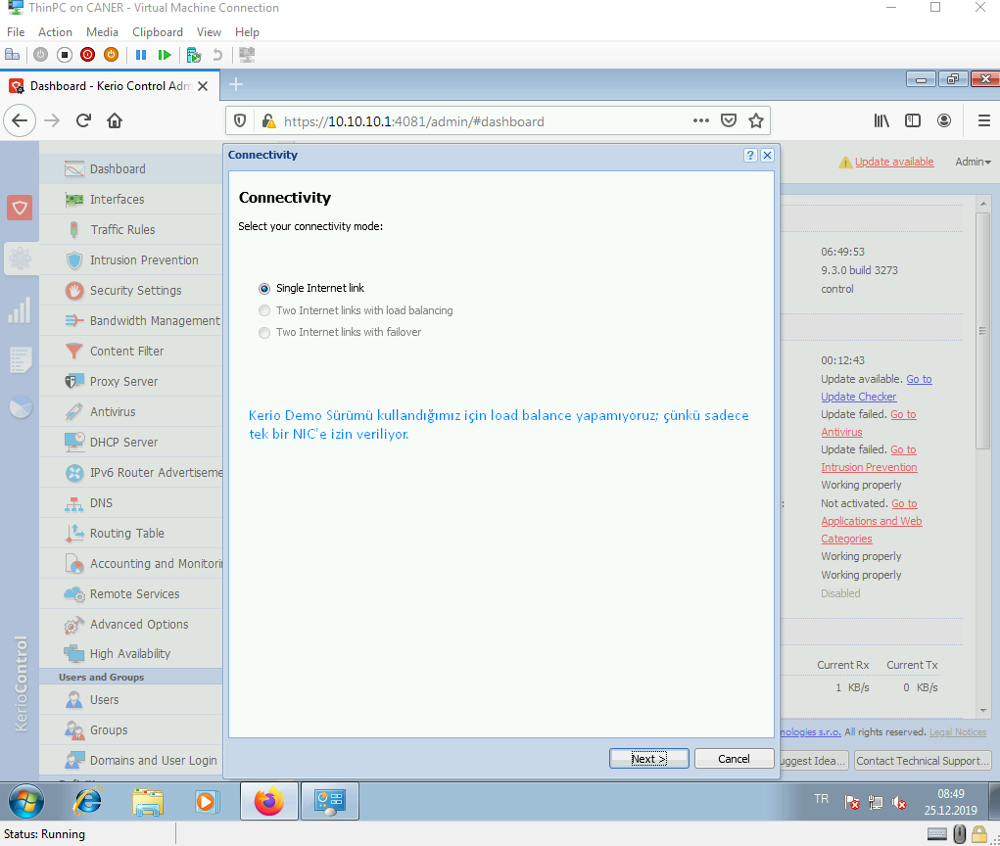 ThinPC on CANER - Virtual Machine Connection
File Action Media Clipboard View Help
Dashboard - Kerio Control Adm
https://10.10.10.1:4081/admin/#dashboard
Update available Admin
Dashboard
Interfaces
Traffic Rules
Intrusion Prevention
Security Settings
Bandwidth Management
Content Filter
Proxy Server
Antivirus
DHCP Server
IPv6 Router Advertiseme
DNS
Routing Table
Accounting and Monitori
Remote Services
Advanced Options
High Availability
Users and Groups
Users
Groups
Domains and User Login
KerioControl
Connectivity
Connectivity
Select your connectivity mode:
Single Internet link
Two Internet links with load balancing
Two Internet links with failover
Kerio Demo Sürümü kullandığımız için load balance yapamıyoruz; çünkü sadece
tek bir NIC'e izin veriliyor.
Next >
Cancel
06:49:53
9.3.0 build 3273
control
00:12:43
Update available. Go to
Update Checker
Update failed. Go to
Antivirus
Update failed. Go to
Intrusion Prevention
Working properly
Not activated. Go to
Applications and Web
Categories
Working properly
Working properly
Disabled
Current Rx Current Tx
1 KB/s 0 KB/s
nologies s.r.o. All rights reserved. Legal Notices
uggest Idea... Contact Technical Support...
TR
08:49
25.12.2019
Status: Running